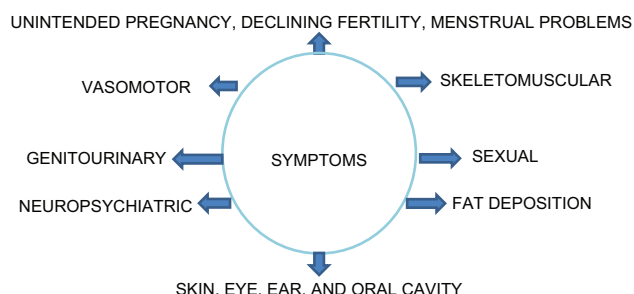 UNINTENDED PREGNANCY, DECLINING FERTILITY, MENSTRUAL PROBLEMS
VASOMOTOR
SKELETOMUSCULAR
GENITOURINARY
SYMPTOMS
SEXUAL
NEUROPSYCHIATRIC
FAT DEPOSITION
SKIN, EYE, EAR, AND ORAL CAVITY